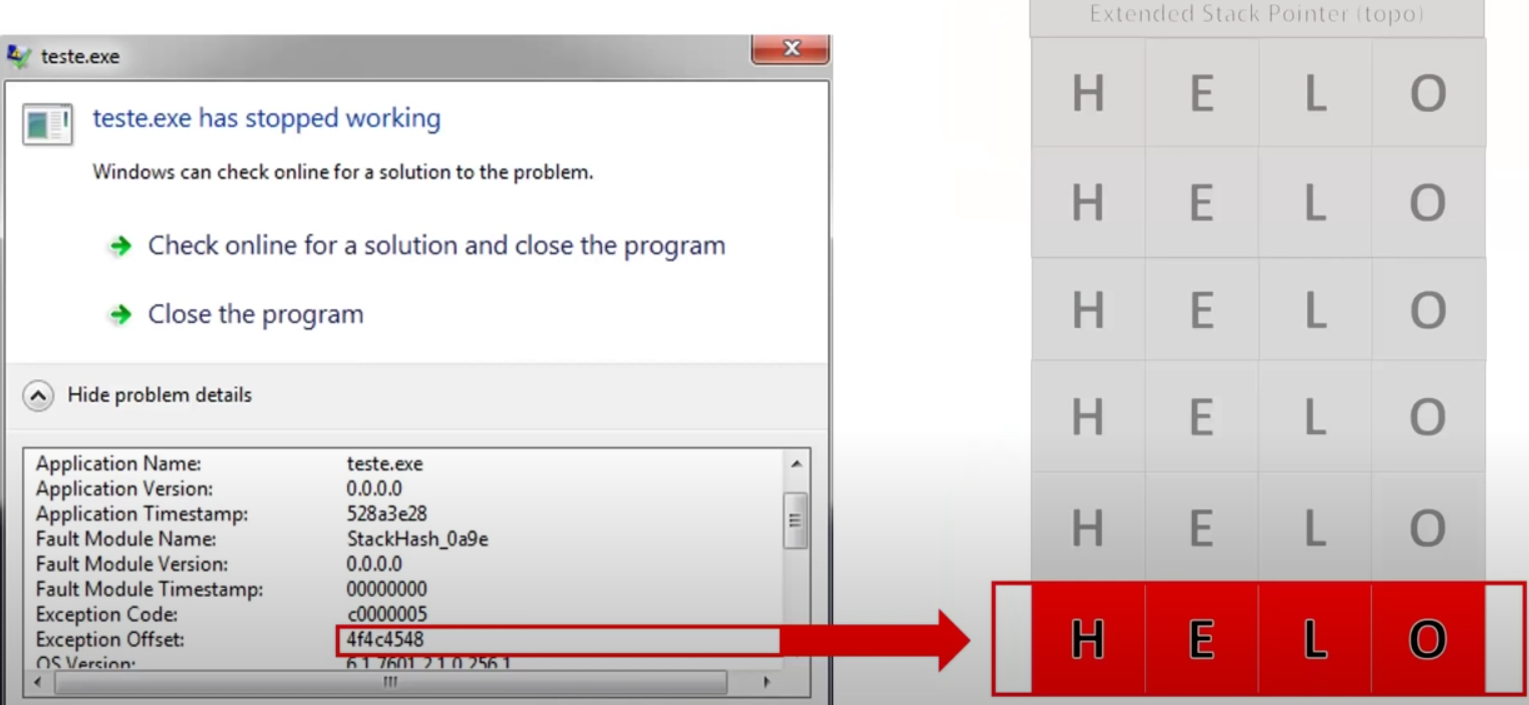 teste.exe
teste.exe has stopped working
Windows can check online for a solution to the problem.
Check online for a solution and close the program
Close the program
Hide problem details
Application Name: teste.exe
Application Version: 0.0.0.0
Application Timestamp: 528a3e28
Fault Module Name: StackHash_0a9e
Fault Module Version: 0.0.0.0
Fault Module Timestamp: 00000000
Exception Code: c0000005
Exception Offset: 4f4c4548
OS Version: 6.1.7601.2.1.0.256.1
Extended Stack Pointer (topo)
H E L O
H E L O
H E L O
H E L O
H E L O
H E L O